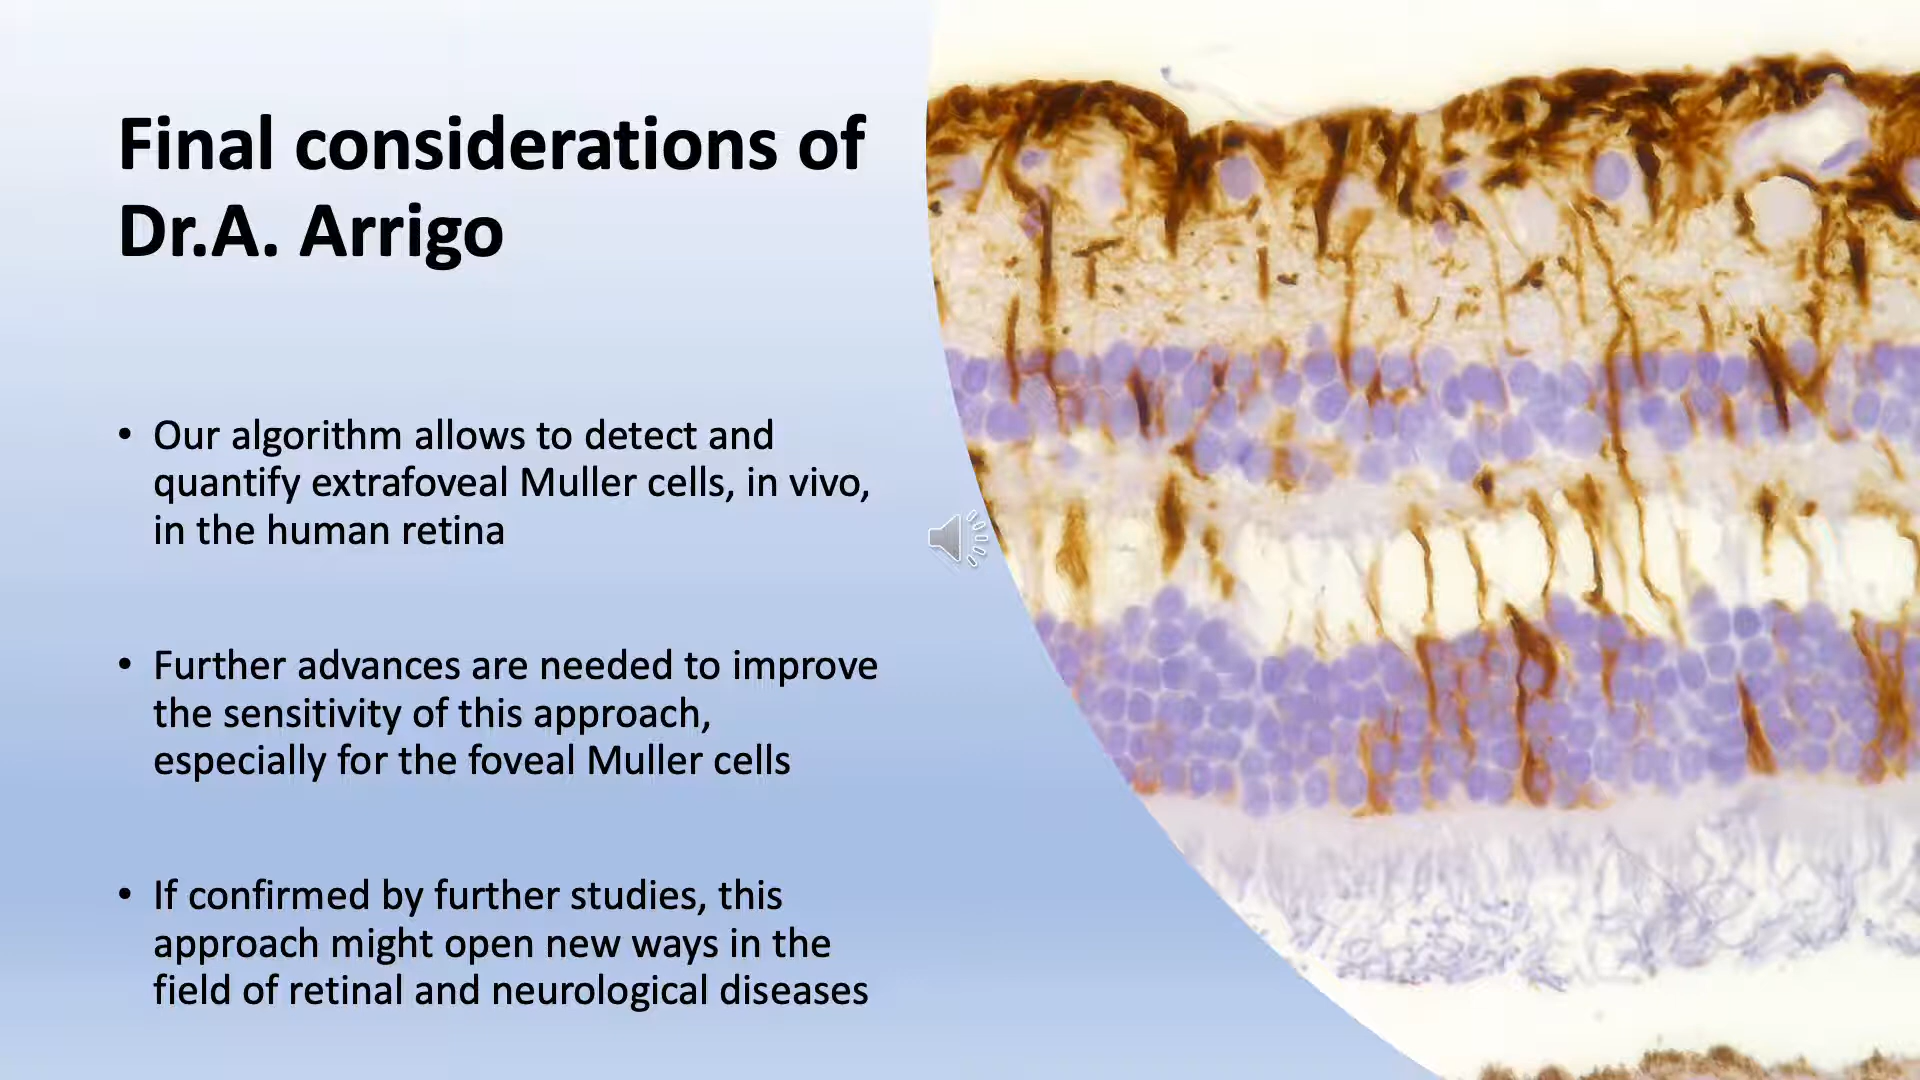 Final considerations of
Dr.A. Arrigo
• Our algorithm allows to detect and
quantify extrafoveal Muller cells, in vivo,
in the human retina
• Further advances are needed to improve
the sensitivity of this approach,
especially for the foveal Muller cells
• If confirmed by further studies, this
approach might open new ways in the
field of retinal and neurological diseases